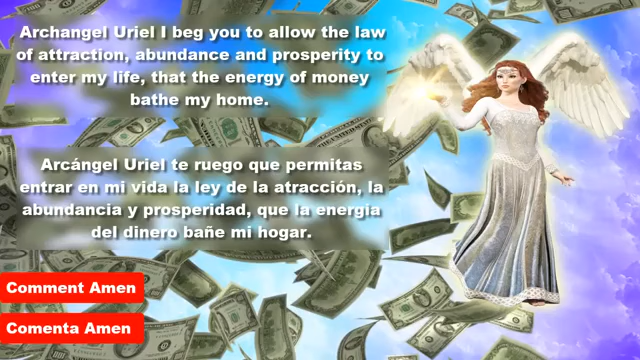 Archangel Uriel I beg you to allow the law
of attraction, abundance and prosperity to
enter my life, that the energy of money
bathe my home.
Arcángel Uriel te ruego que permitas
entrar en mi vida la ley de la atracción, la
abundancia y prosperidad, que la energia
del dinero bañe mi hogar.
Comment Amen
Comenta Amen